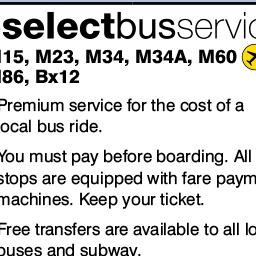 selectbusservic
M15, M23, M34, M34A, M60
M86, Bx12
Premium service for the cost of a
local bus ride.
You must pay before boarding. All
stops are equipped with fare paym
machines. Keep your ticket.
Free transfers are available to all lo
buses and subway.